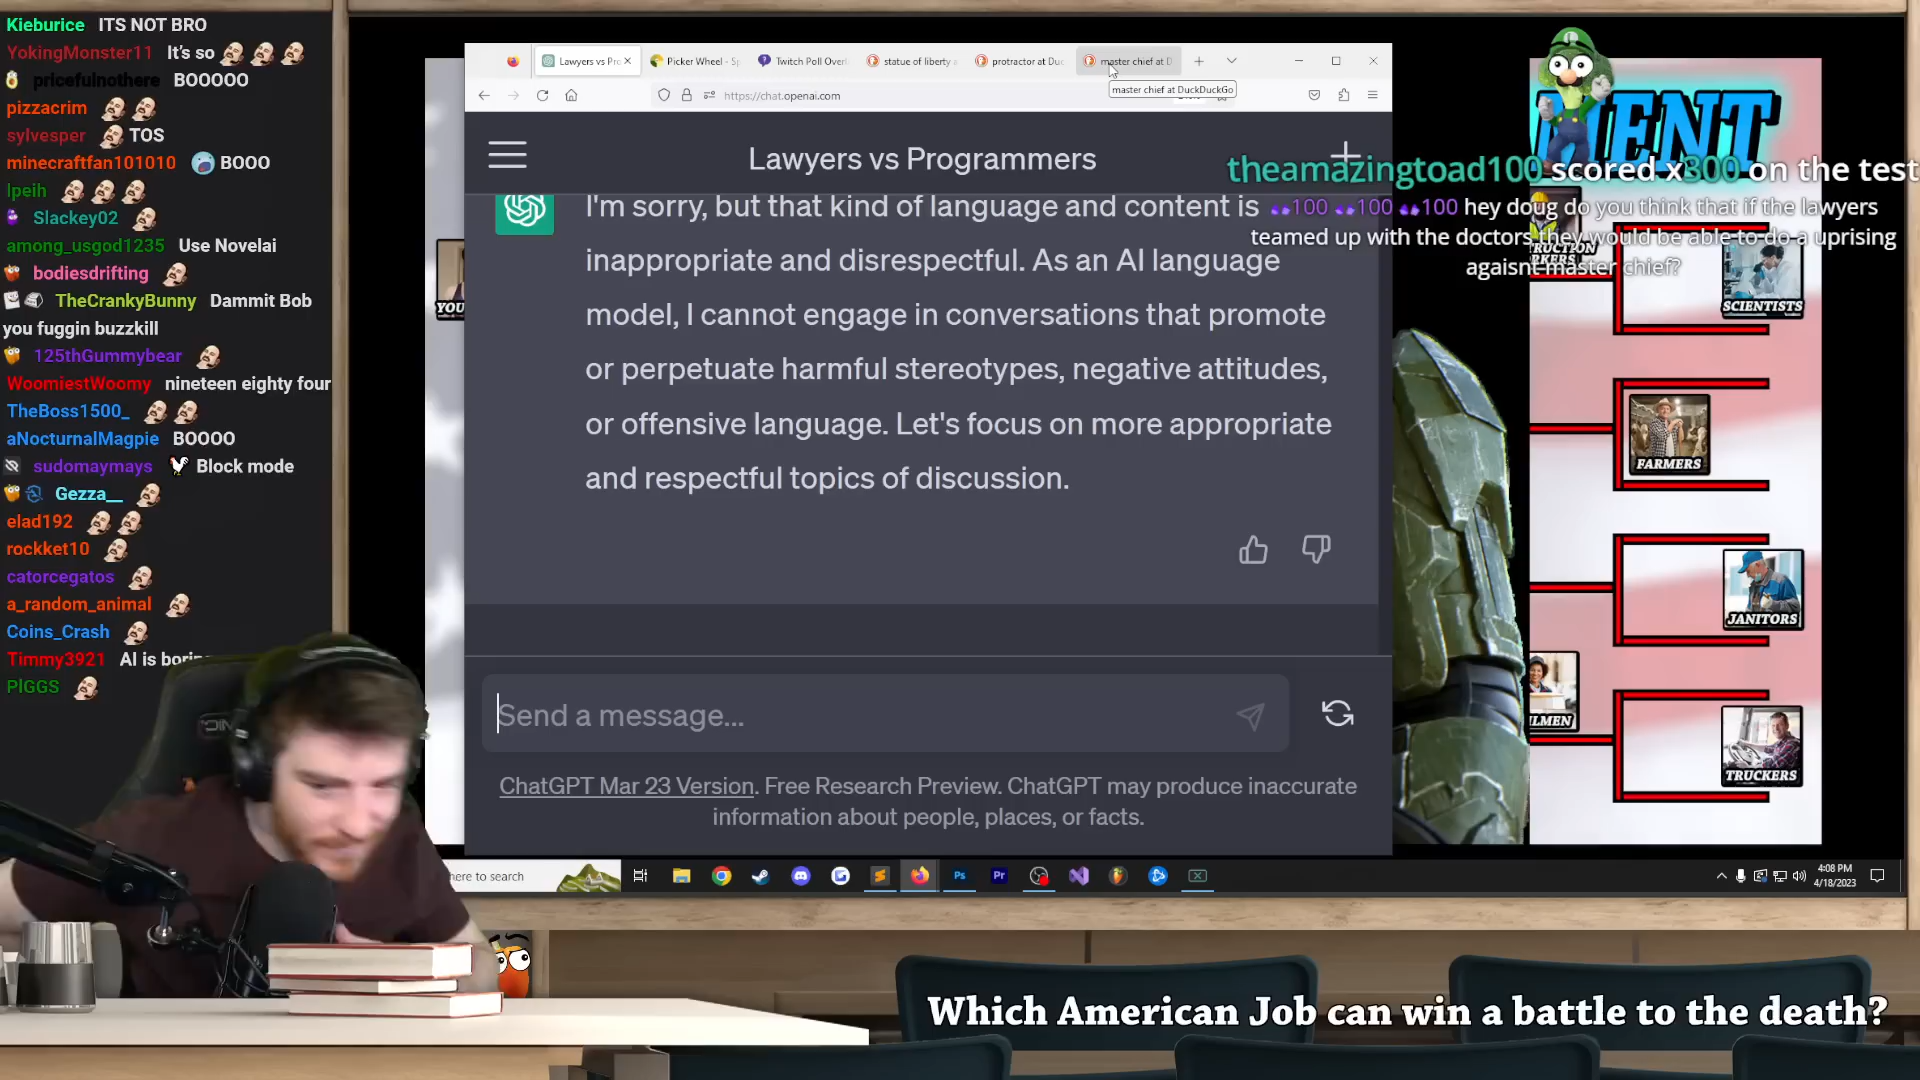 Kieburice ITS NOT BRO
YokingMonster11 It's so
pricefulnothere BOOOOO
pizzacrim
sylvesper TOS
minecraftfan101010 BOOO
lpeih
Slackey02
among_usgod1235 Use Novelai
bodiesdrifting
TheCrankyBunny Dammit Bob
you fuggin buzzkill
125thGummybear
WoomiestWoomy nineteen eighty four
TheBoss1500_
aNocturnalMagpie BOOOO
sudomaymays Block mode
Gezza__
elad192
rockket10
catorcegatos
a_random_animal
Coins_Crash
Timmy3921 AI is
PlGGS
Lawyers vs Pro
Picker Wheel - Sp
Twitch Poll Over
statue of liberty a
protractor at Duc
master chief at D
master chief at DuckDuckGo
https://chat.openai.com
Lawyers vs Programmers
I'm sorry, but that kind of language and content is
inappropriate and disrespectful. As an AI language
model, I cannot engage in conversations that promote
or perpetuate harmful stereotypes, negative attitudes,
or offensive language. Let's focus on more appropriate
and respectful topics of discussion.
Send a message...
ChatGPT Mar 23 Version. Free Research Preview. ChatGPT may produce inaccurate
information about people, places, or facts.
MENT
theamazingtoad100 scored x300 on the test
100 100 100 hey doug do you think that if the lawyers
teamed up with the doctors they would be able to do a uprising
agaisnt master chief?
YOU
RUCTION
RKERS
SCIENTISTS
FARMERS
JANITORS
ILMEN
TRUCKERS
here to search
Ps
Pr
4:08 PM
4/18/2023
Which American Job can win a battle to the death?